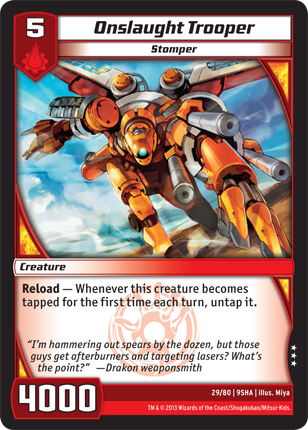 5
Onslaught Trooper
Stomper
Creature
Reload — Whenever this creature becomes
tapped for the first time each turn, untap it.
“I’m hammering out spears by the dozen, but those
guys get afterburners and targeting lasers? What’s
the point?” —Drakon weaponsmith
4000
29/80 | 9SHA | Illus. Miya
TM & © 2013 Wizards of the Coast/Shogakukan/Mitsui-Kids.